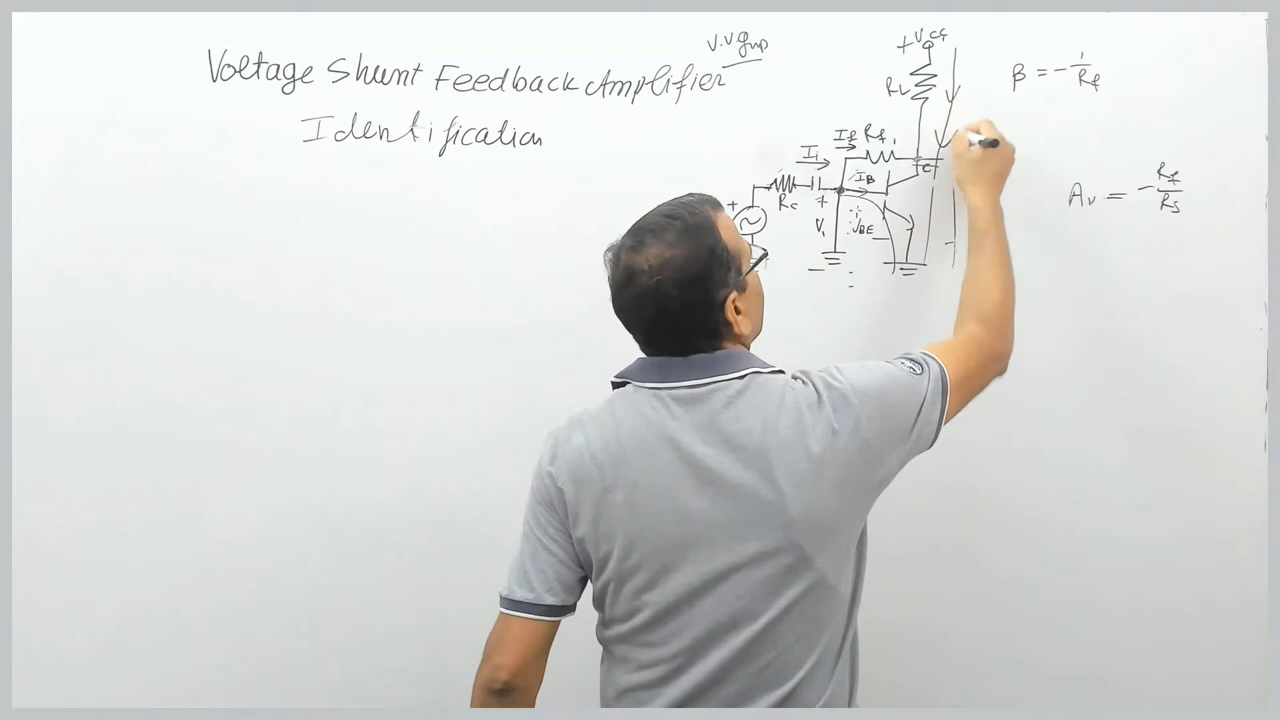 Voltage Shunt Feedback Amplifier
V.V Gmp
Identification
+Vcc
RL
β = - 1/Rf
If Rf
Ii
IB
C
Rs
+
+
V1
+
VBE
-
-
Av = - Rf/Rs